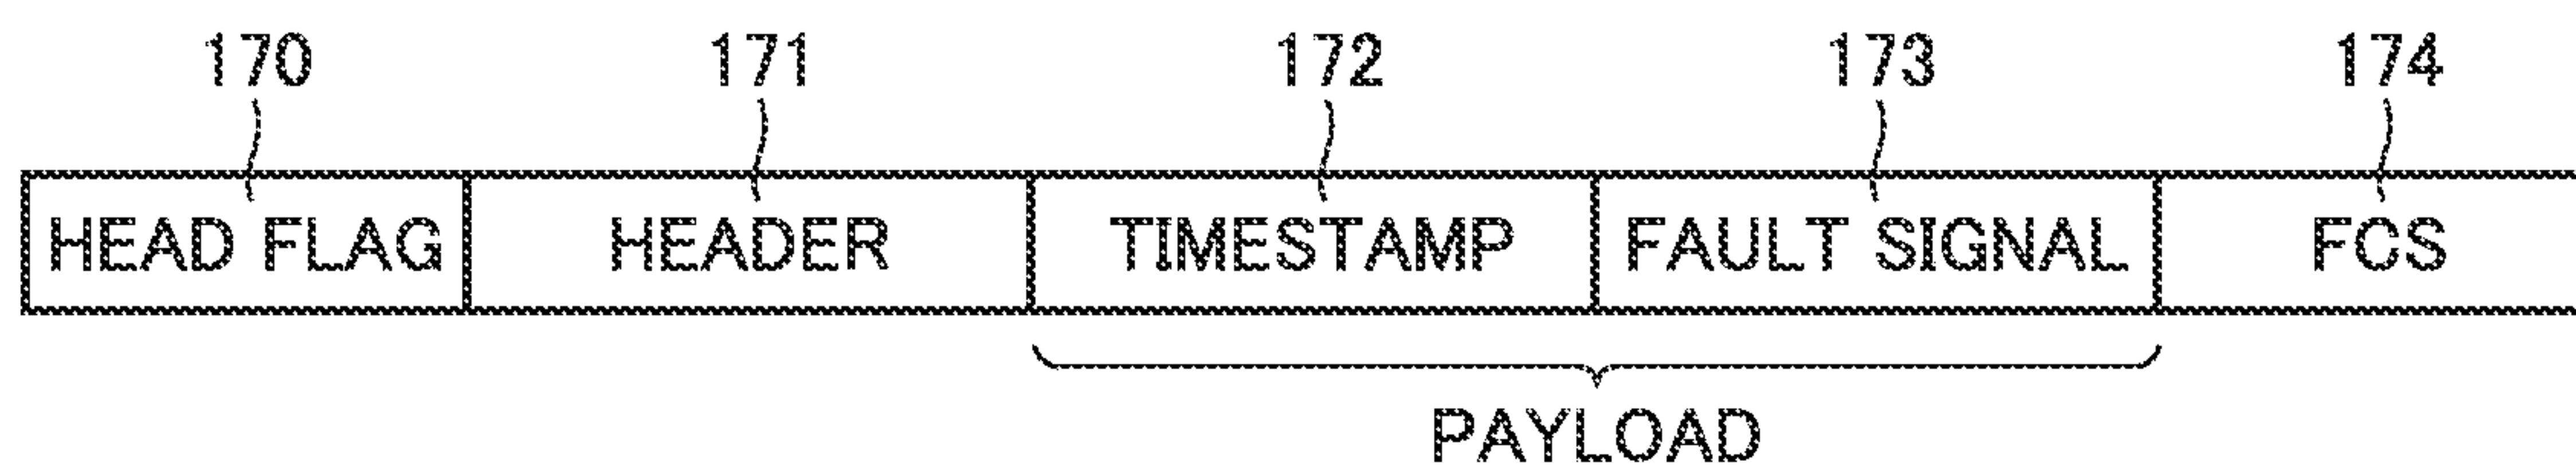 170 171 172 173 174
HEAD FLAG HEADER TIMESTAMP FAULT SIGNAL FCS
PAYLOAD